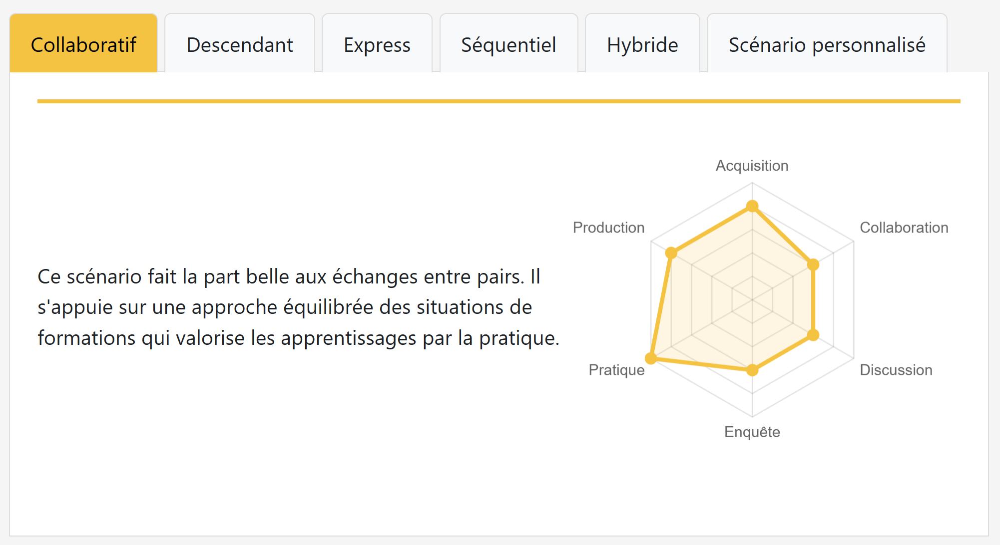 Collaboratif
Descendant
Express
Séquentiel
Hybride
Scénario personnalisé
Ce scénario fait la part belle aux échanges entre pairs. Il
s'appuie sur une approche équilibrée des situations de
formations qui valorise les apprentissages par la pratique.
Acquisition
Production
Collaboration
Pratique
Discussion
Enquête